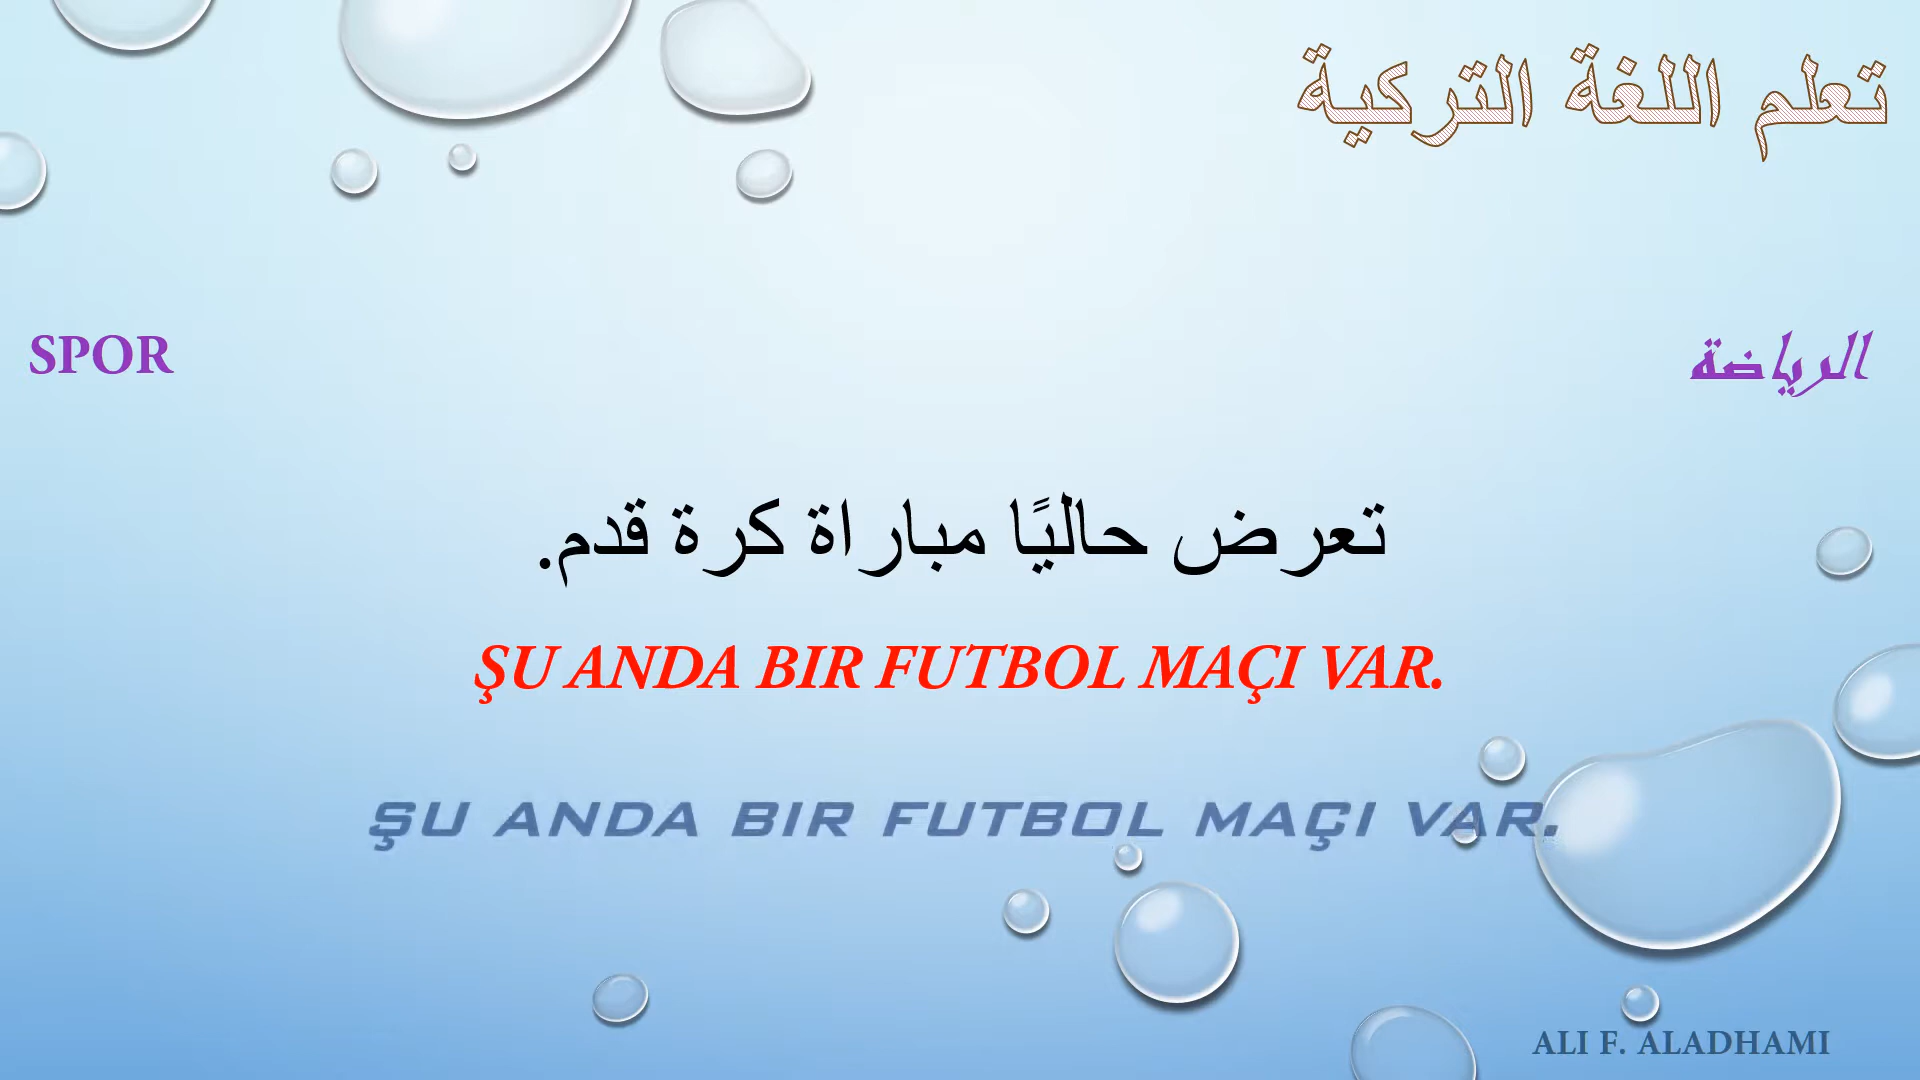 تعلم اللغة التركية
SPOR
الرياضة
تعرض حاليًا مباراة كرة قدم.
ŞU ANDA BIR FUTBOL MAÇI VAR.
ŞU ANDA BIR FUTBOL MAÇI VAR.
ALI F. ALADHAMI